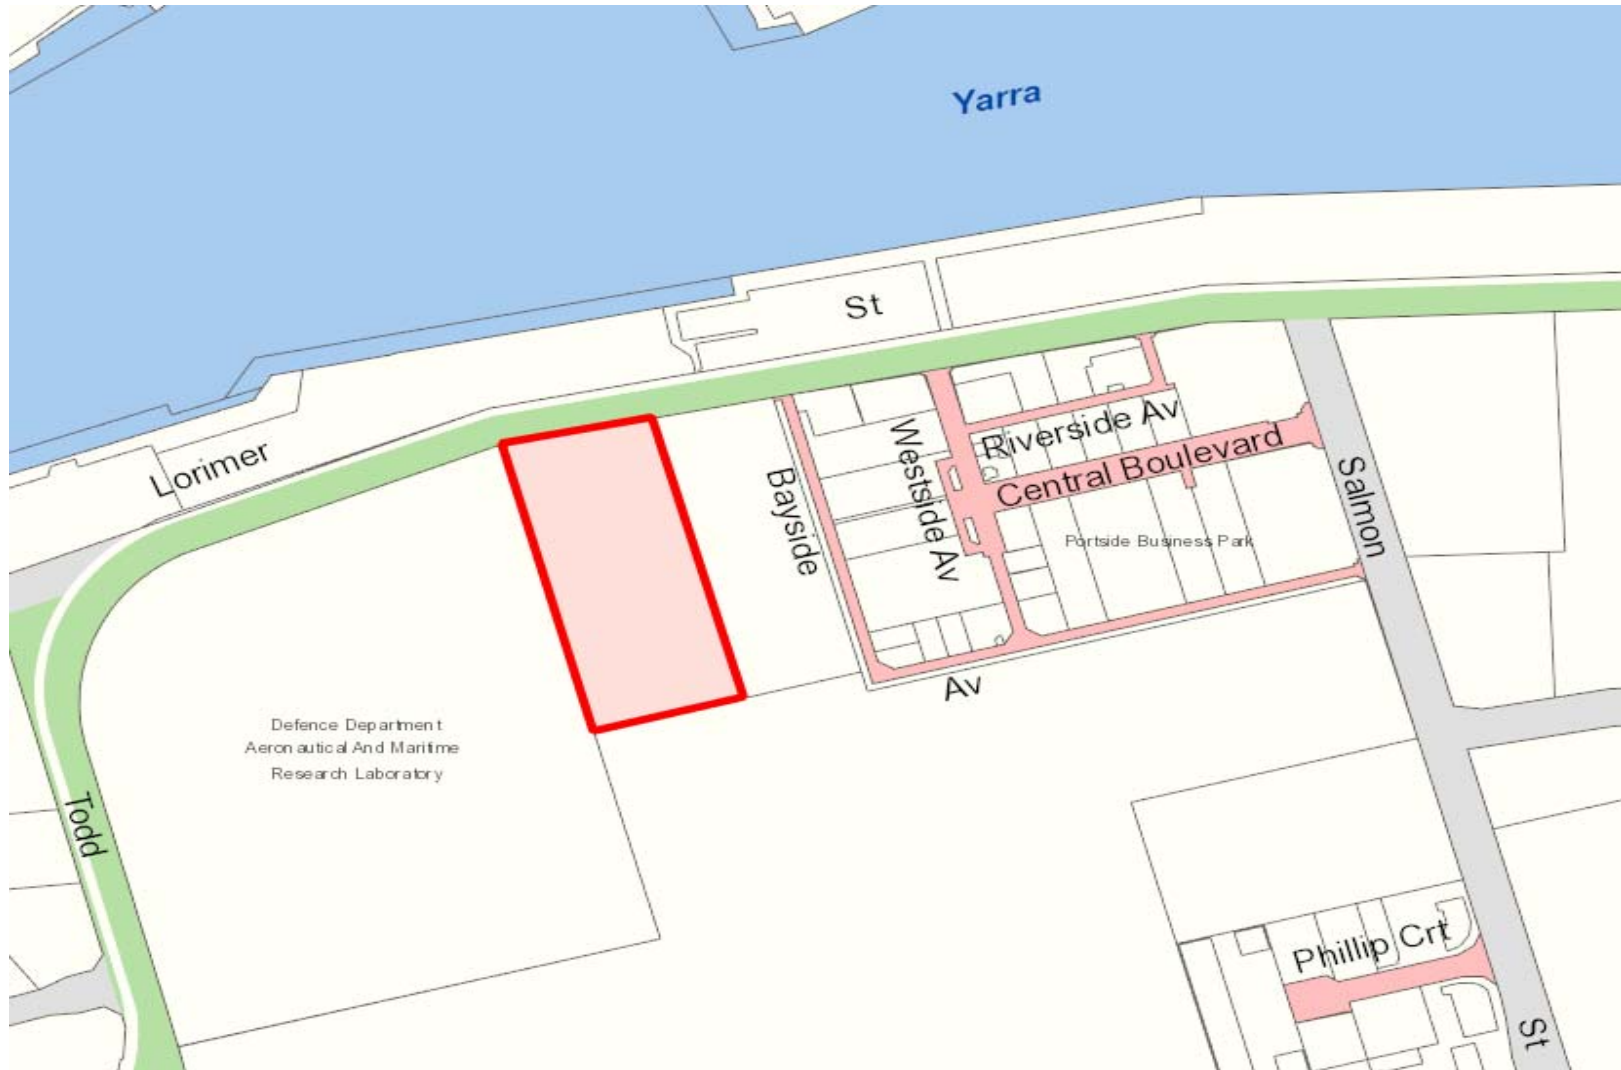 Yarra
St
Lorimer
Riverside Av
Central Boulevard
Westside Av
Bayside
Salmon
Portside Business Park
Av
Defence Department
Aeronautical And Maritime
Research Laboratory
Todd
Phillip Crt
St